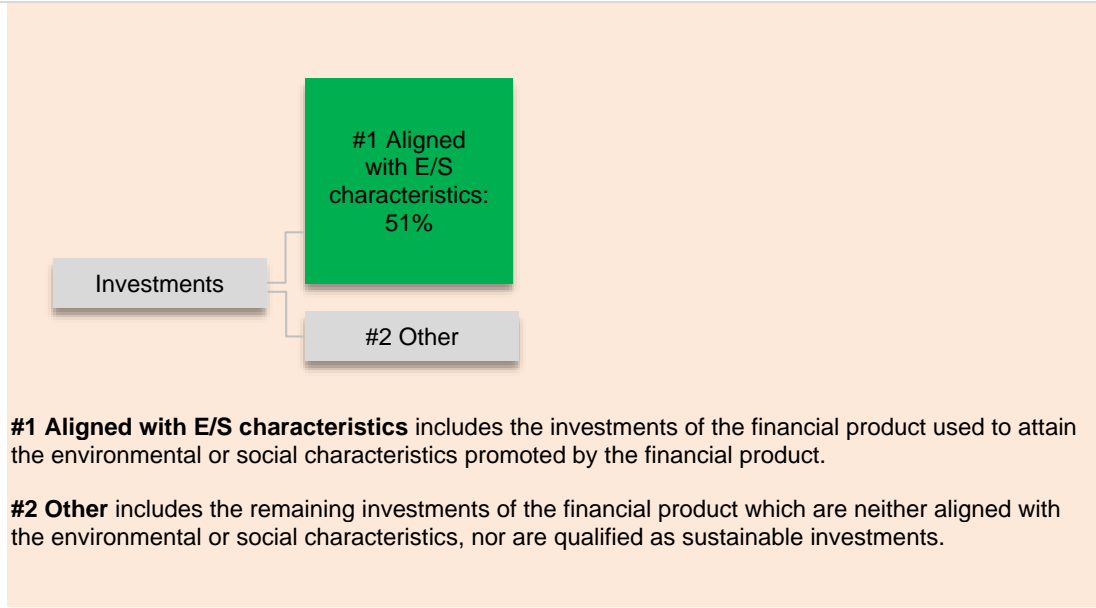 #1 Aligned
with E/S
characteristics:
51%
Investments
#2 Other
#1 Aligned with E/S characteristics includes the investments of the financial product used to attain
the environmental or social characteristics promoted by the financial product.
#2 Other includes the remaining investments of the financial product which are neither aligned with
the environmental or social characteristics, nor are qualified as sustainable investments.